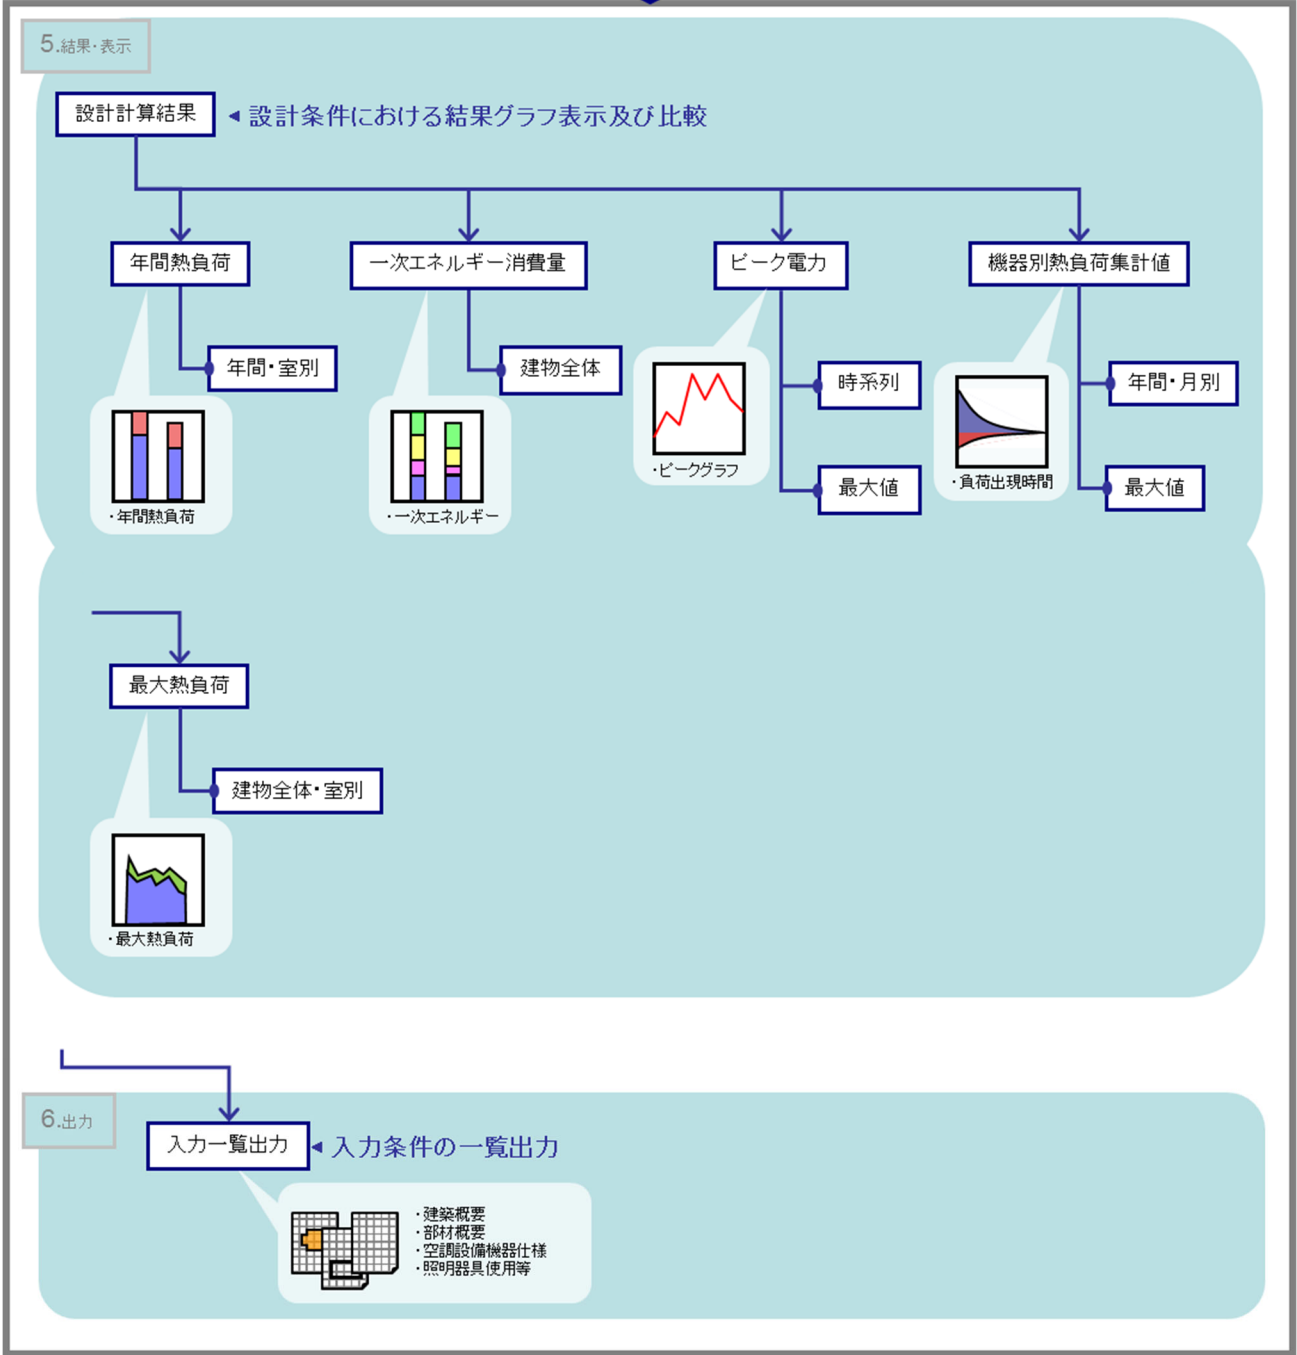 5.結果・表示
設計計算結果
◀ 設計条件における結果グラフ表示及び比較
年間熱負荷
一次エネルギー消費量
ピーク電力
機器別熱負荷集計値
年間・室別
建物全体
時系列
年間・月別
・ピークグラフ
・負荷出現時間
最大値
最大値
・年間熱負荷
・一次エネルギー
最大熱負荷
建物全体・室別
・最大熱負荷
6.出力
入力一覧出力
◀ 入力条件の一覧出力
・建築概要
・部材概要
・空調設備機器仕様
・照明器具使用等